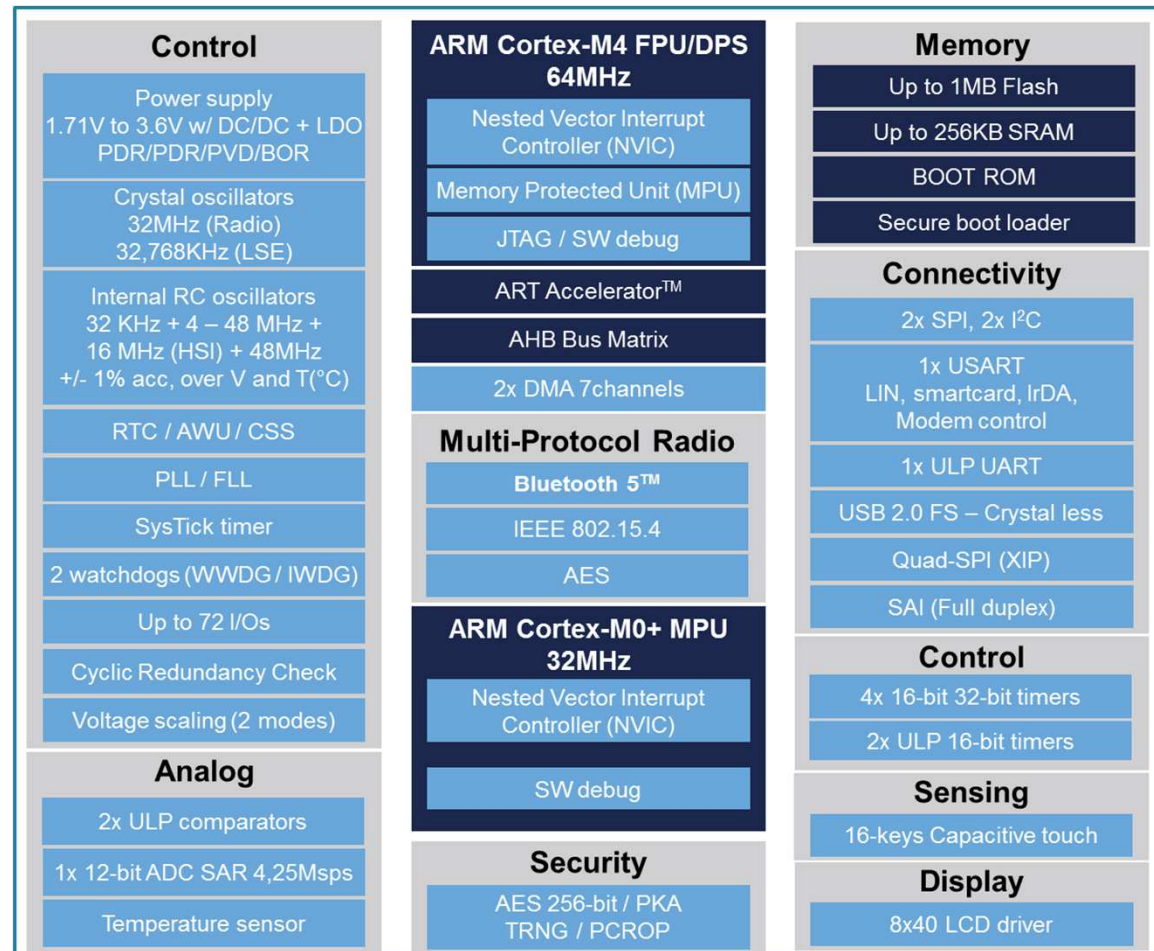 Control
Power supply
1.71V to 3.6V w/ DC/DC + LDO
PDR/PDR/PVD/BOR
Crystal oscillators
32MHz (Radio)
32,768KHz (LSE)
Internal RC oscillators
32 KHz + 4 – 48 MHz +
16 MHz (HSI) + 48MHz
+/- 1% acc, over V and T(°C)
RTC / AWU / CSS
PLL / FLL
SysTick timer
2 watchdogs (WWDG / IWDG)
Up to 72 I/Os
Cyclic Redundancy Check
Voltage scaling (2 modes)
Analog
2x ULP comparators
1x 12-bit ADC SAR 4,25Msps
Temperature sensor
ARM Cortex-M4 FPU/DPS
64MHz
Nested Vector Interrupt
Controller (NVIC)
Memory Protected Unit (MPU)
JTAG / SW debug
ART Accelerator™
AHB Bus Matrix
2x DMA 7channels
Multi-Protocol Radio
Bluetooth 5™
IEEE 802.15.4
AES
ARM Cortex-M0+ MPU
32MHz
Nested Vector Interrupt
Controller (NVIC)
SW debug
Security
AES 256-bit / PKA
TRNG / PCROP
Memory
Up to 1MB Flash
Up to 256KB SRAM
BOOT ROM
Secure boot loader
Connectivity
2x SPI, 2x I²C
1x USART
LIN, smartcard, IrDA,
Modem control
1x ULP UART
USB 2.0 FS – Crystal less
Quad-SPI (XIP)
SAI (Full duplex)
Control
4x 16-bit 32-bit timers
2x ULP 16-bit timers
Sensing
16-keys Capacitive touch
Display
8x40 LCD driver